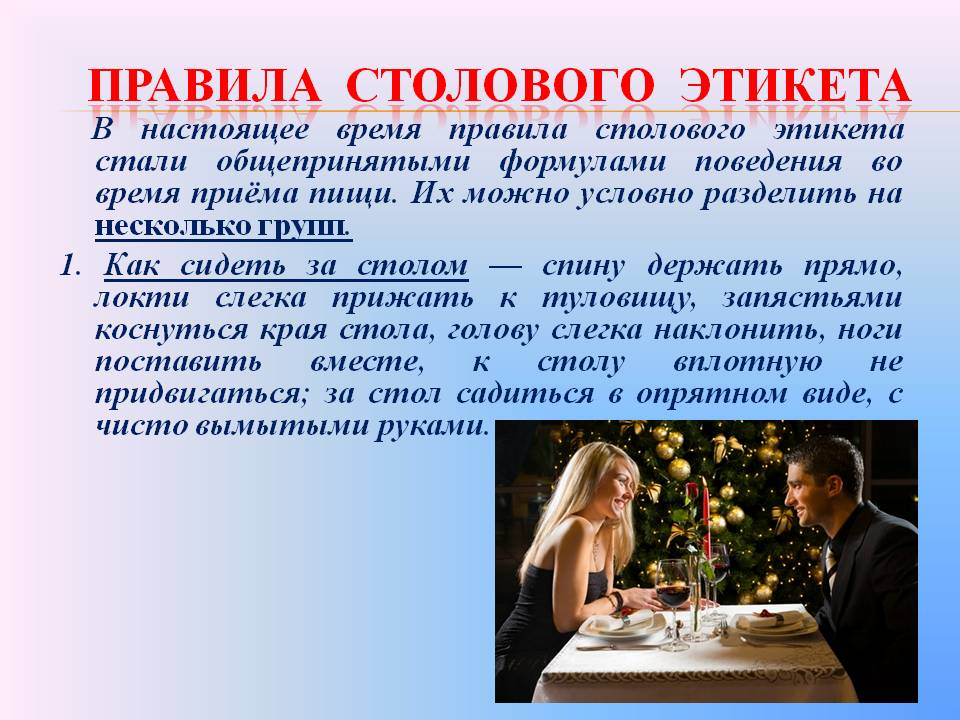 ПРАВИЛА СТОЛОВОГО ЭТИКЕТА
В настоящее время правила столового этикета
стали общепринятыми формулами поведения во
время приёма пищи. Их можно условно разделить на
несколько групп.
1. Как сидеть за столом — спину держать прямо,
локти слегка прижать к туловищу, запястьями
коснуться края стола, голову слегка наклонить, ноги
поставить вместе, к столу вплотную не
придвигаться; за стол садиться в опрятном виде, с
чисто вымытыми руками.